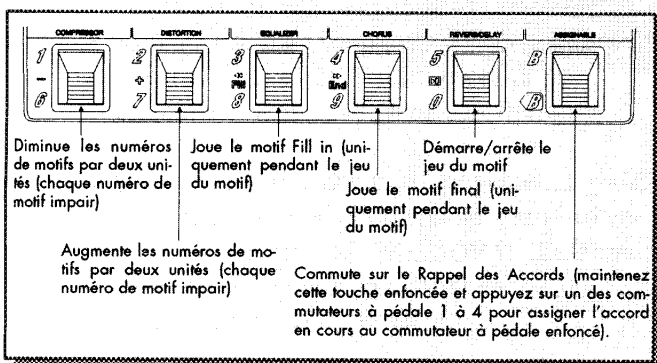 COMPRESSOR DISTORTION EQUALIZER CHORUS REVERB/DELAY ASSIGNABLE
1 2 3 4 5 B
- + Fill End
6 7 8 9 0 B
Diminue les numéros
de motifs par deux uni-
tés (chaque numéro de
motif impair)
Joue le motif Fill in (uni-
quement pendant le jeu
du motif)
Démarre/arrête le
jeu du motif
Joue le motif final (uni-
quement pendant le jeu
du motif)
Augmente les numéros de mo-
tifs par deux unités (chaque
numéro de motif impair)
Commute sur le Rappel des Accords (maintenez
cette touche enfoncée et appuyez sur un des com-
mutateurs à pédale 1 à 4 pour assigner l'accord
en cours au commutateur à pédale enfoncé).